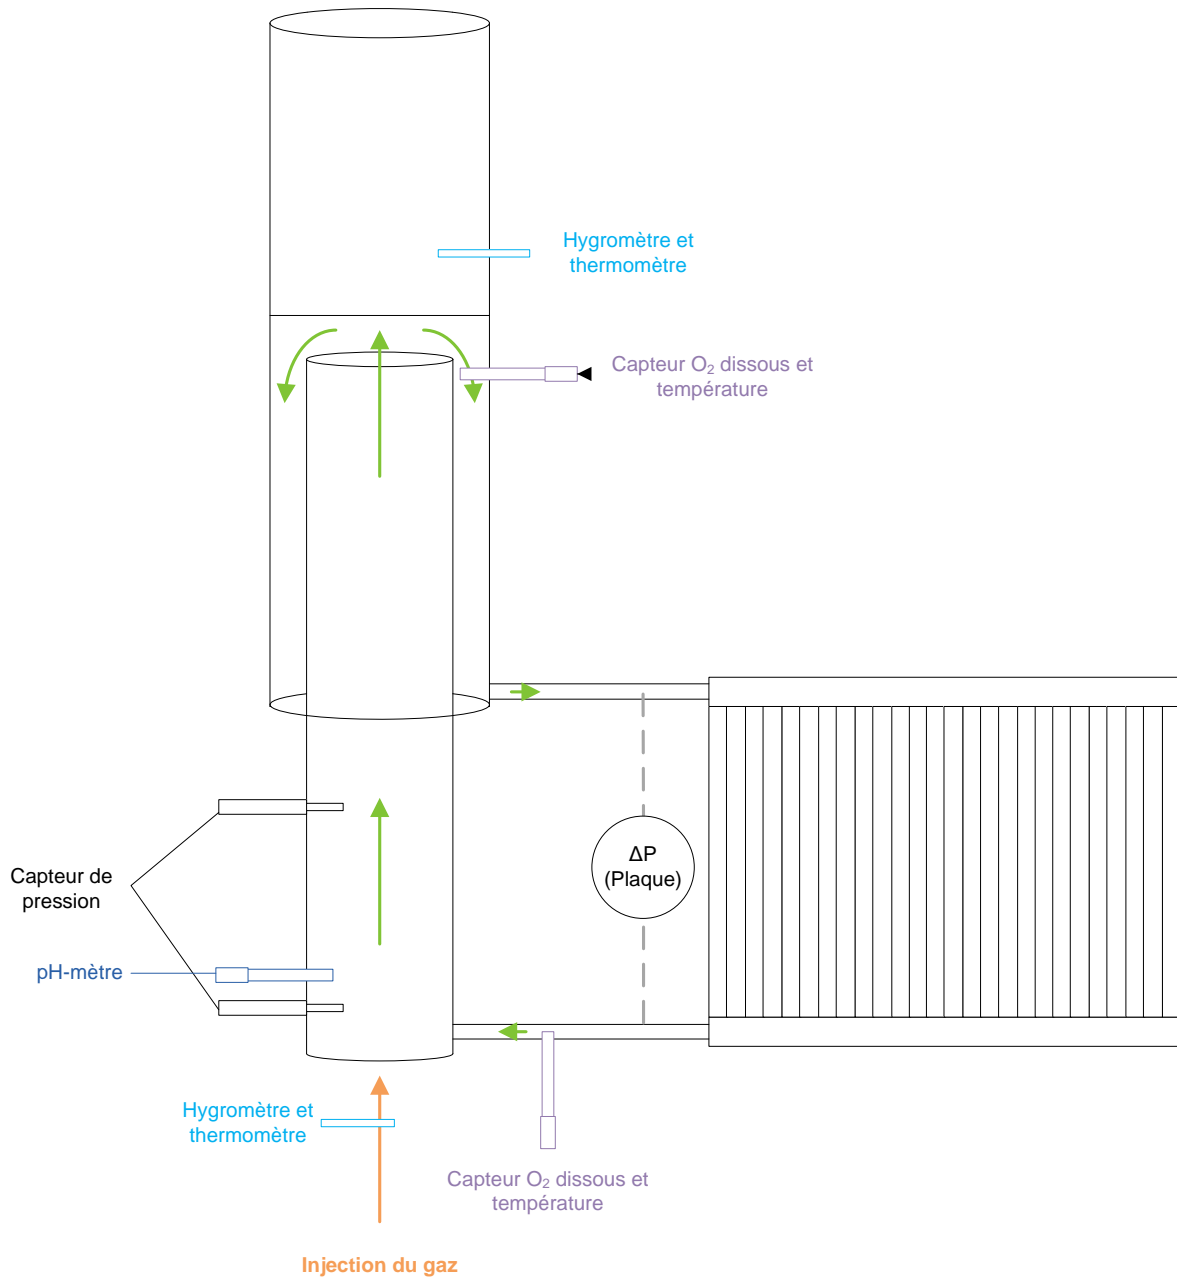 Hygromètre et
thermomètre
Capteur O₂ dissous et
température
ΔP
(Plaque)
Capteur de
pression
pH-mètre
Hygromètre et
thermomètre
Capteur O₂ dissous et
température
Injection du gaz